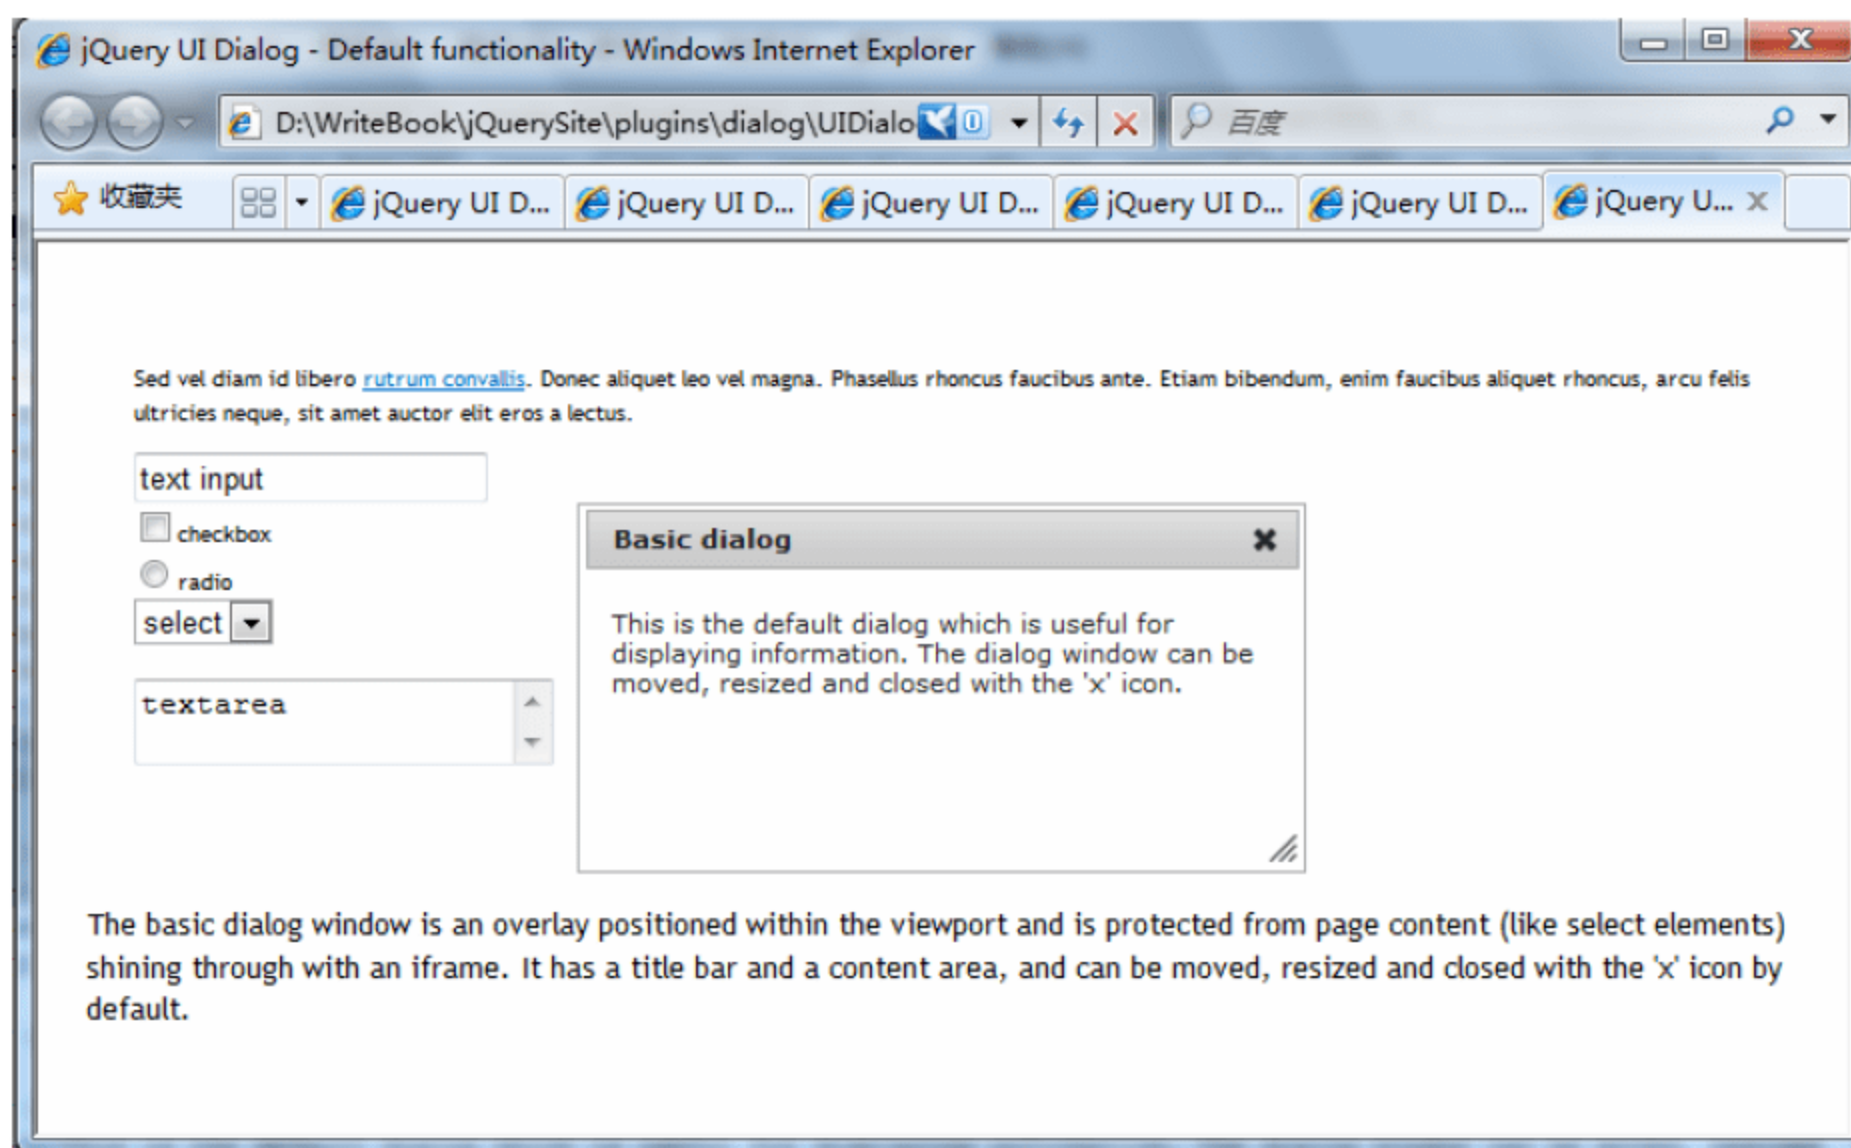 jQuery UI Dialog - Default functionality - Windows Internet Explorer
D:\WriteBook\jQuerySite\plugins\dialog\UIDialo 0 百度
收藏夹 jQuery UI D... jQuery UI D... jQuery UI D... jQuery UI D... jQuery UI D... jQuery U...
Sed vel diam id libero rutrum convallis. Donec aliquet leo vel magna. Phasellus rhoncus faucibus ante. Etiam bibendum, enim faucibus aliquet rhoncus, arcu felis
ultricies neque, sit amet auctor elit eros a lectus.
text input
checkbox
radio
select
textarea
Basic dialog
This is the default dialog which is useful for
displaying information. The dialog window can be
moved, resized and closed with the 'x' icon.
The basic dialog window is an overlay positioned within the viewport and is protected from page content (like select elements)
shining through with an iframe. It has a title bar and a content area, and can be moved, resized and closed with the 'x' icon by
default.